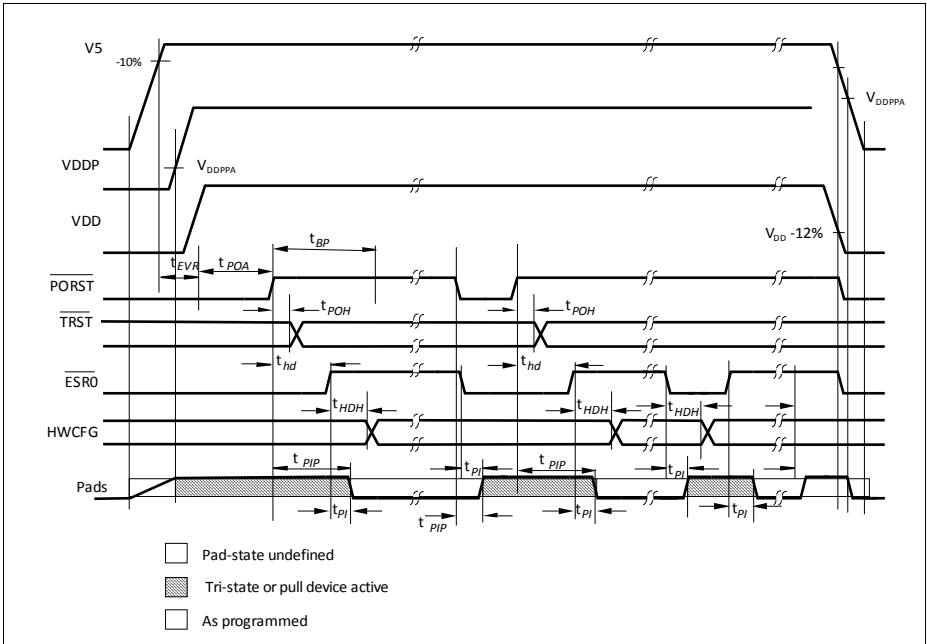 V5
-10%
VDDPPA
VDDP
VDDPPA
VDD
VDD -12%
tBP
tEVR
tPOA
PORST
tPOH
tPOH
TRST
thd
thd
ESR0
tHDH
tHDH
tHDH
HWCFG
tPIP
tPI
tPIP
tPI
Pads
tPI
tPIP
tPI
tPI
Pad-state undefined
Tri-state or pull device active
As programmed